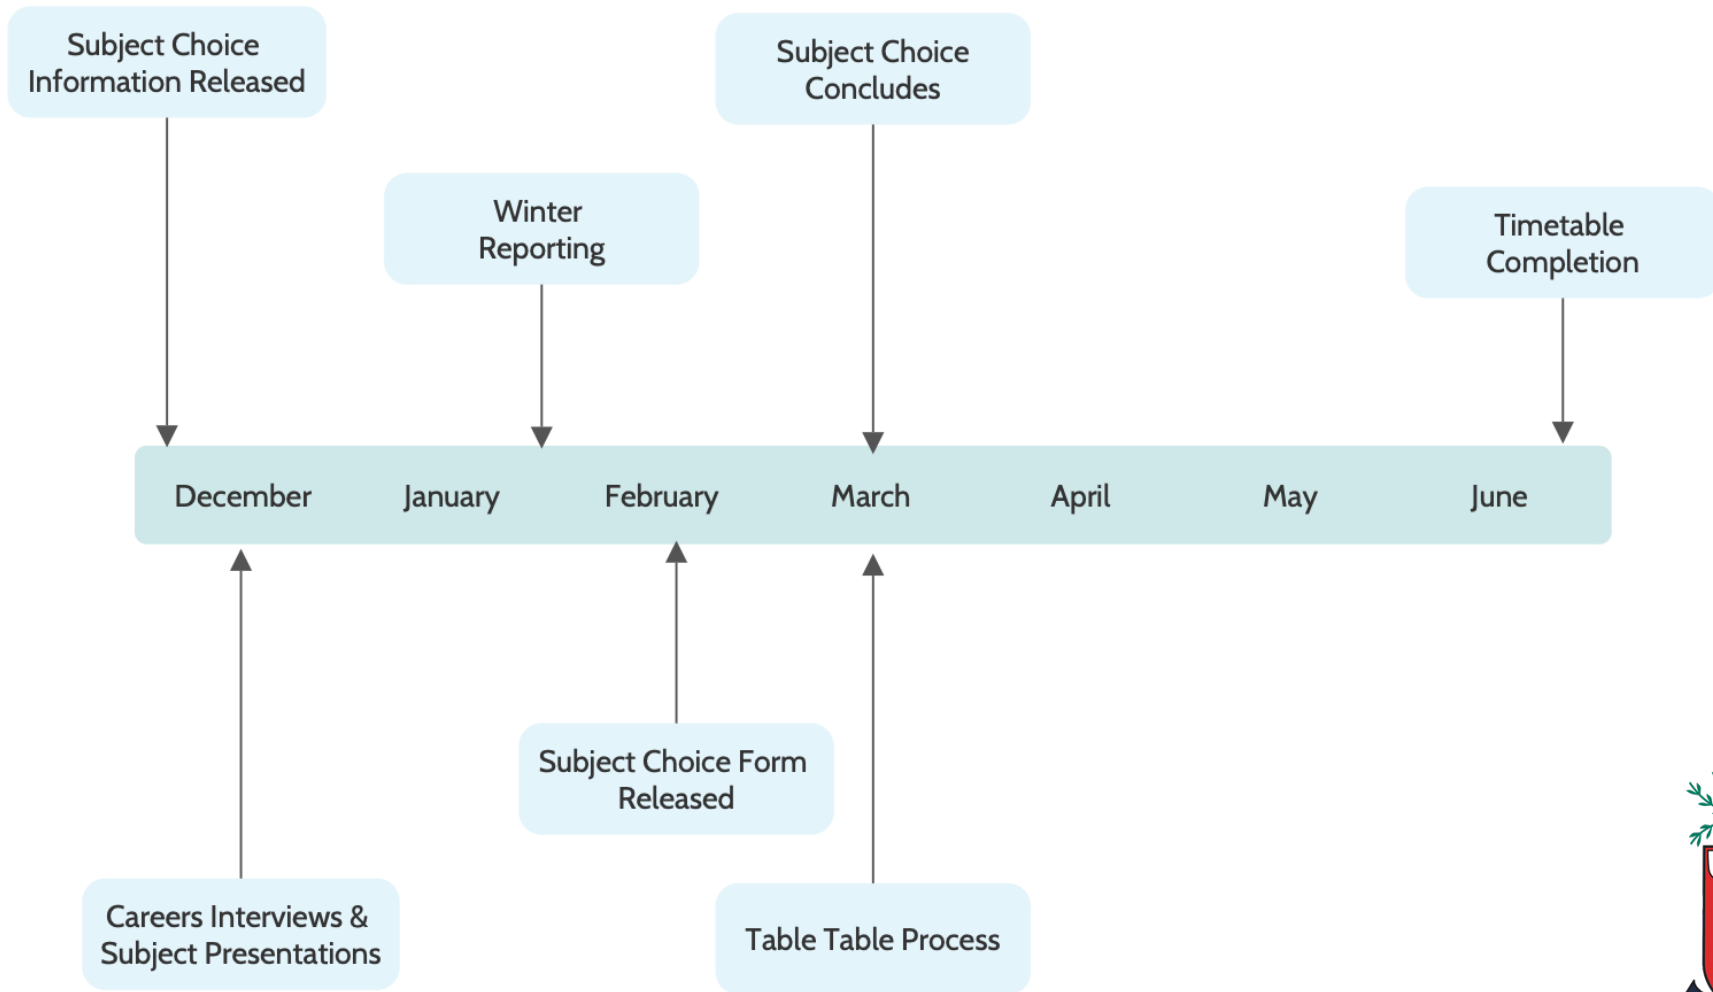 Subject Choice
Information Released
Subject Choice
Concludes
Winter
Reporting
Timetable
Completion
December
January
February
March
April
May
June
Subject Choice Form
Released
Careers Interviews &
Subject Presentations
Table Table Process